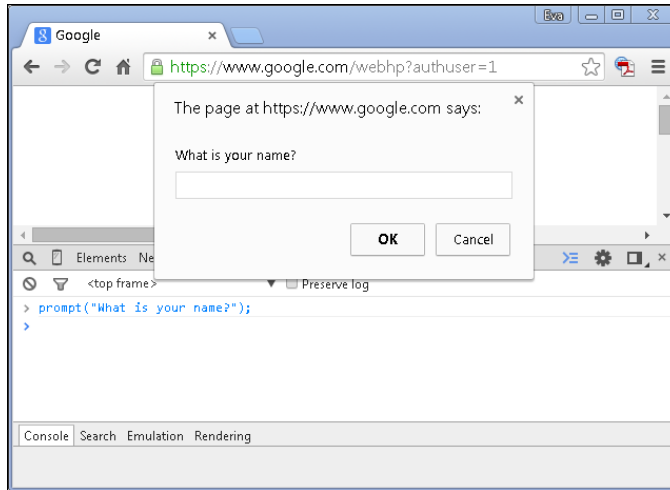 Eva
8 Google
https://www.google.com/webhp?authuser=1
The page at https://www.google.com says:
What is your name?
OK Cancel
Elements Ne
<top frame> Preserve log
> prompt("What is your name?");
>
Console Search Emulation Rendering